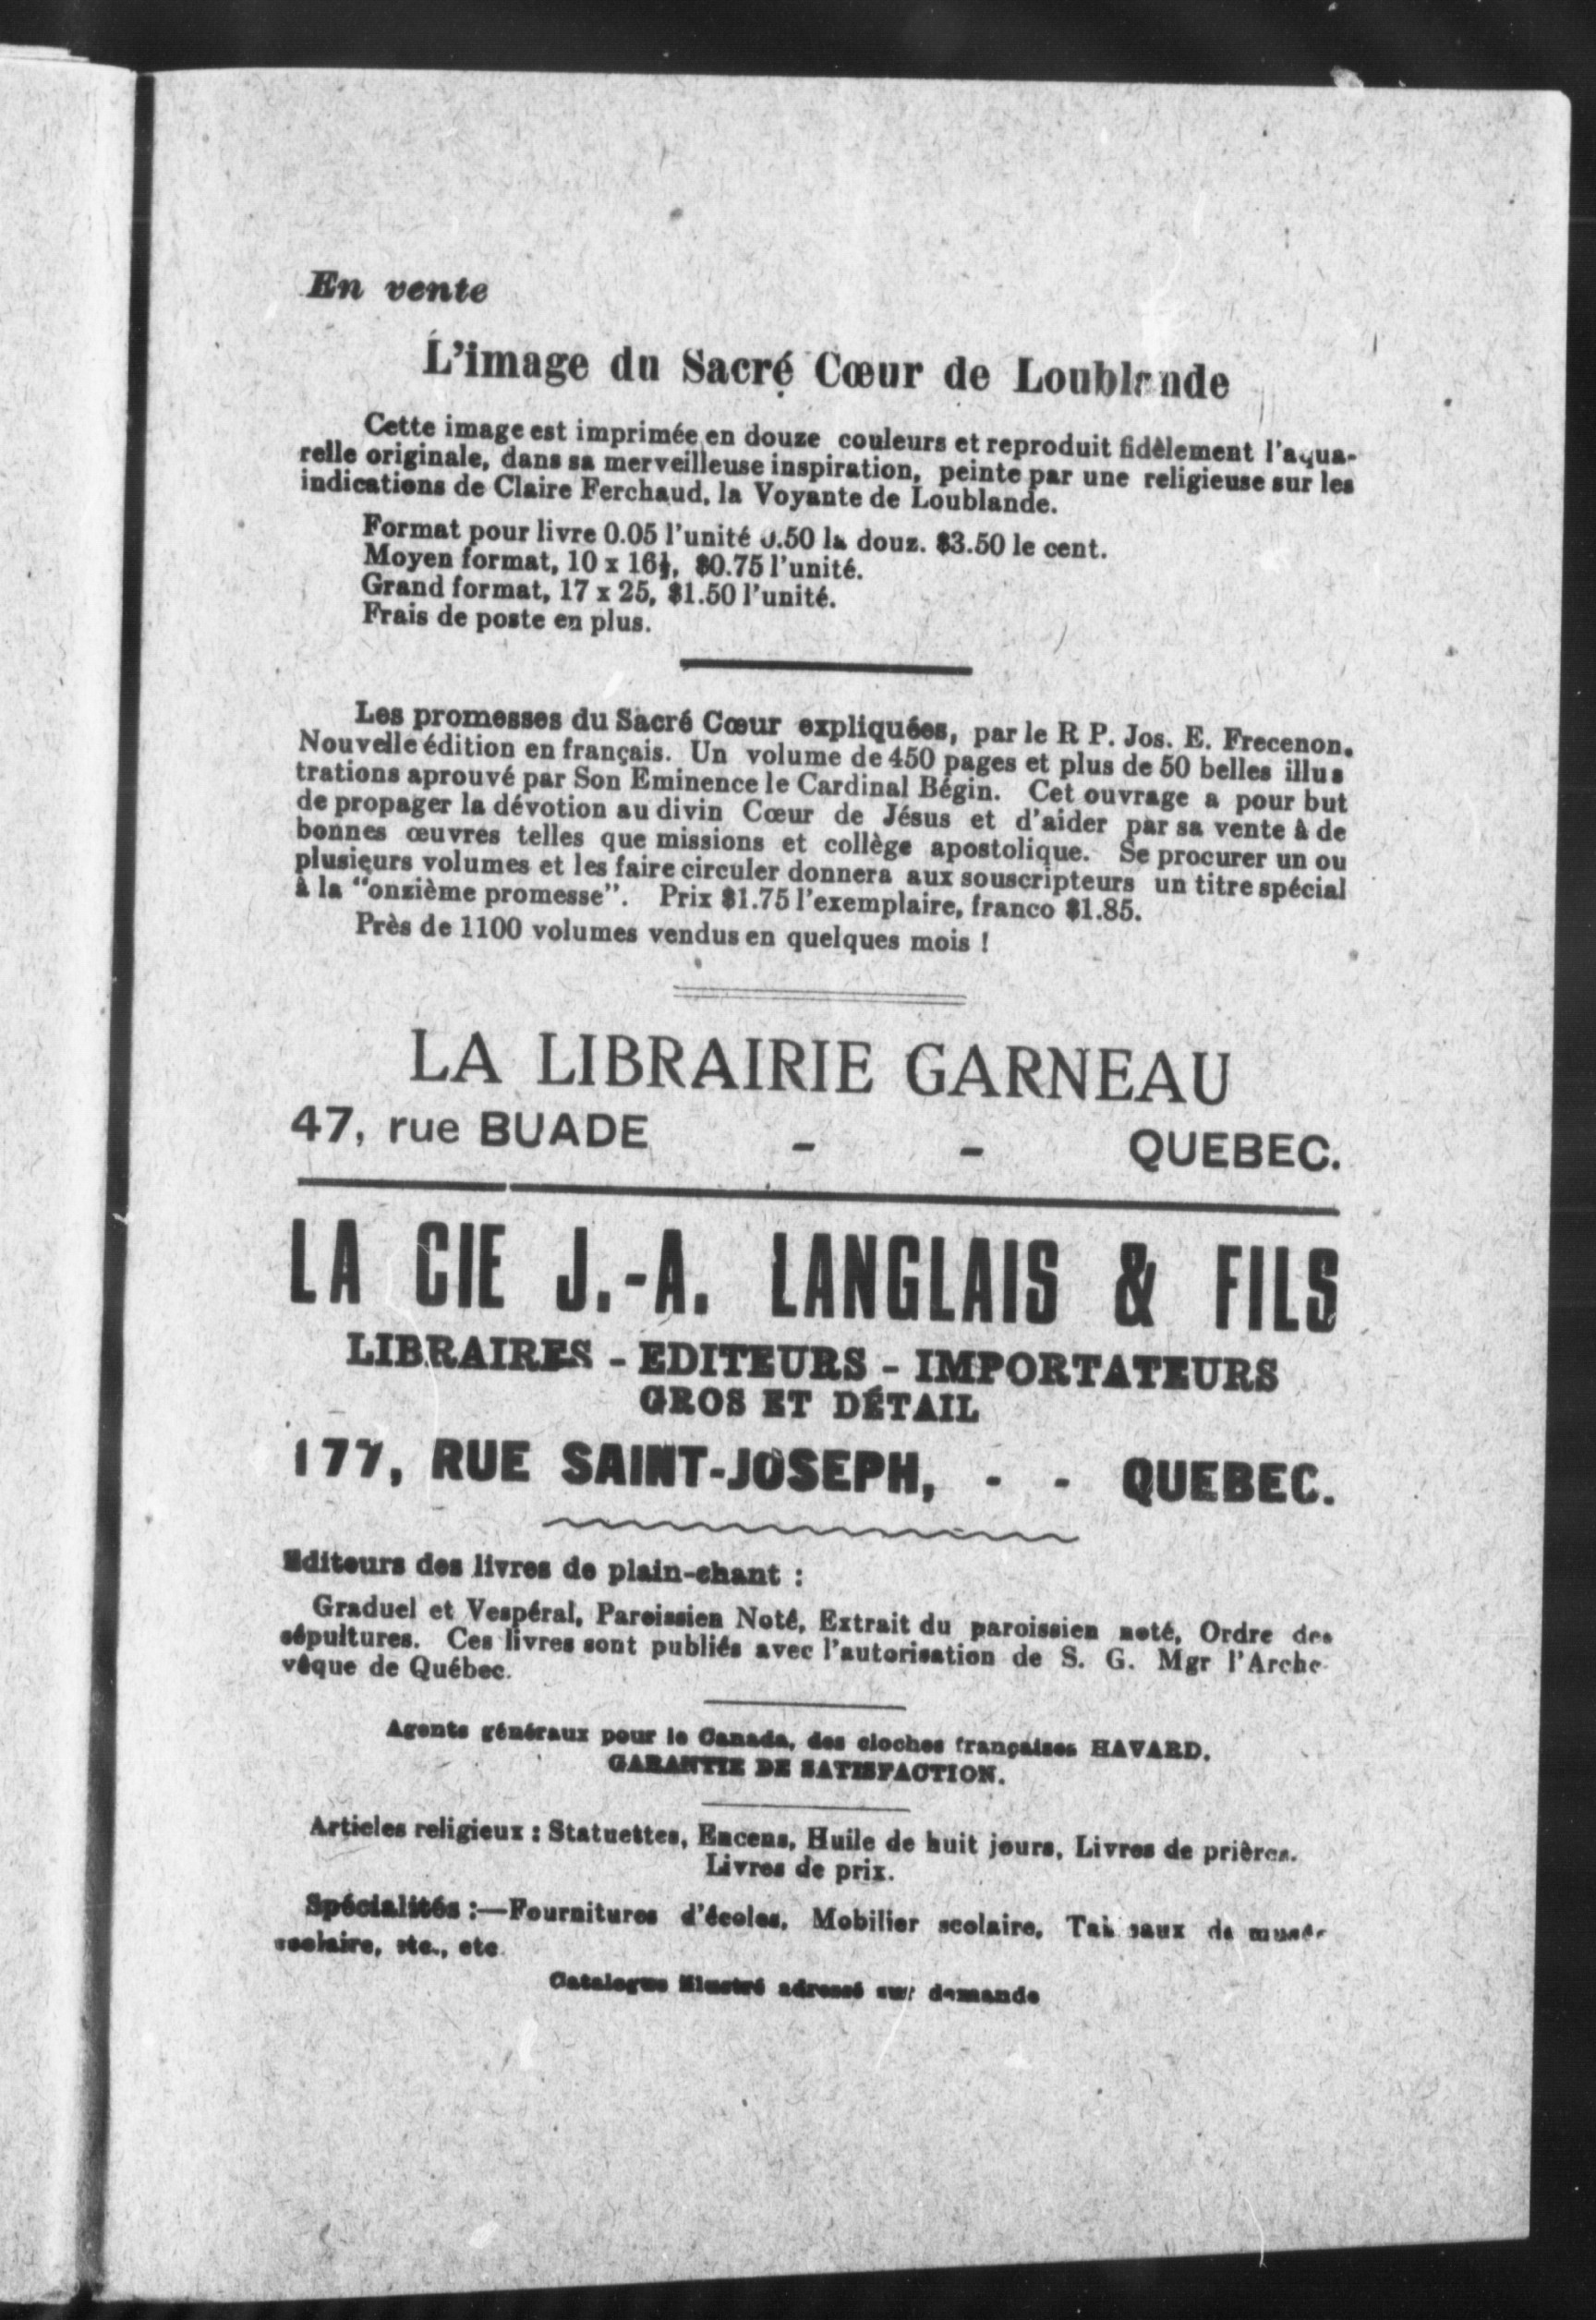 En vente
L'image du Sacré Cœur de Loublande
Cette image est imprimée en douze couleurs et reproduit fidèlement l'aqua-
relle originale, dans sa merveilleuse inspiration, peinte par une religieuse sur les
indications de Claire Ferchaud, la Voyante de Loublande.
Format pour livre 0.05 l'unité 0.50 la douz. $3.50 le cent.
Moyen format, 10 x 16½, $0.75 l'unité.
Grand format, 17 x 25, $1.50 l'unité.
Frais de poste en plus.
Les promesses du Sacré Cœur expliquées, par le R P. Jos. E. Frecenon.
Nouvelle édition en français. Un volume de 450 pages et plus de 50 belles illus
trations aprouvé par Son Eminence le Cardinal Bégin. Cet ouvrage a pour but
de propager la dévotion au divin Cœur de Jésus et d'aider par sa vente à de
bonnes œuvres telles que missions et collège apostolique. Se procurer un ou
plusieurs volumes et les faire circuler donnera aux souscripteurs un titre spécial
à la "onzième promesse". Prix $1.75 l'exemplaire, franco $1.85.
Près de 1100 volumes vendus en quelques mois !
LA LIBRAIRIE GARNEAU
47, rue BUADE - - QUEBEC.
LA CIE J.-A. LANGLAIS & FILS
LIBRAIRES - EDITEURS - IMPORTATEURS
GROS ET DÉTAIL
177, RUE SAINT-JOSEPH, - - QUEBEC.
Editeurs des livres de plain-chant :
Graduel et Vespéral, Paroissien Noté, Extrait du paroissien noté, Ordre des
sépultures. Ces livres sont publiés avec l'autorisation de S. G. Mgr l'Arche-
vêque de Québec.
Agents généraux pour le Canada, des cloches françaises HAVARD.
GARANTIE DE SATISFACTION.
Articles religieux : Statuettes, Encens, Huile de huit jours, Livres de prières.
Livres de prix.
Spécialités :—Fournitures d'écoles, Mobilier scolaire, de musée
scolaire, etc., etc.
Catalogue illustré adressé sur demande